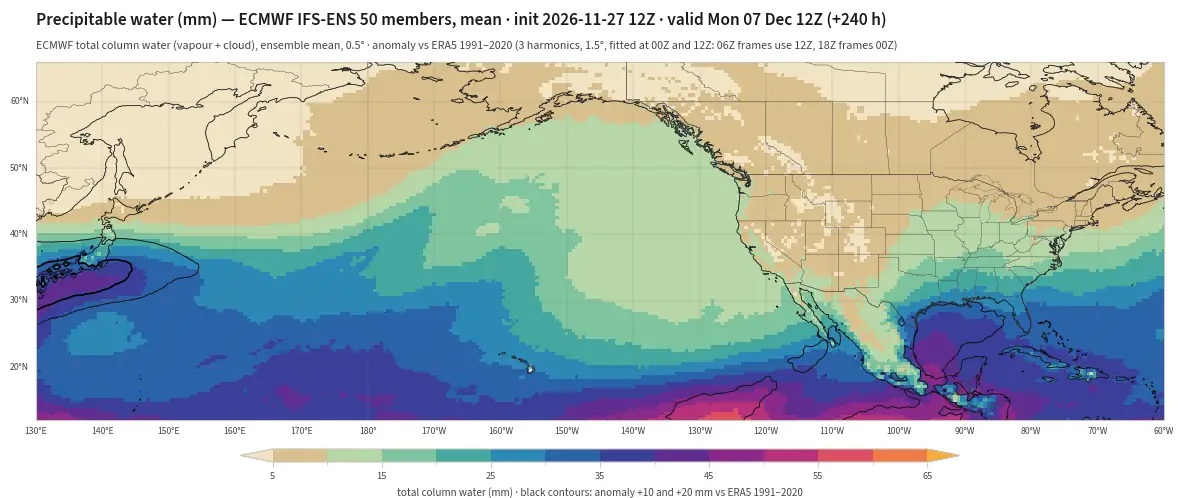 Precipitable water (mm) — ECMWF IFS-ENS 50 members, mean · init 2026-11-27 12Z · valid Mon 07 Dec 12Z (+240 h)
ECMWF total column water (vapour + cloud), ensemble mean, 0.5° · anomaly vs ERA5 1991–2020 (3 harmonics, 1.5°, fitted at 00Z and 12Z: 06Z frames use 12Z, 18Z frames 00Z)
60°N
50°N
40°N
30°N
20°N
130°E 140°E 150°E 160°E 170°E 180° 170°W 160°W 150°W 140°W 130°W 120°W 110°W 100°W 90°W 80°W 70°W 60°W
5 15 25 35 45 55 65
total column water (mm) · black contours: anomaly +10 and +20 mm vs ERA5 1991–2020